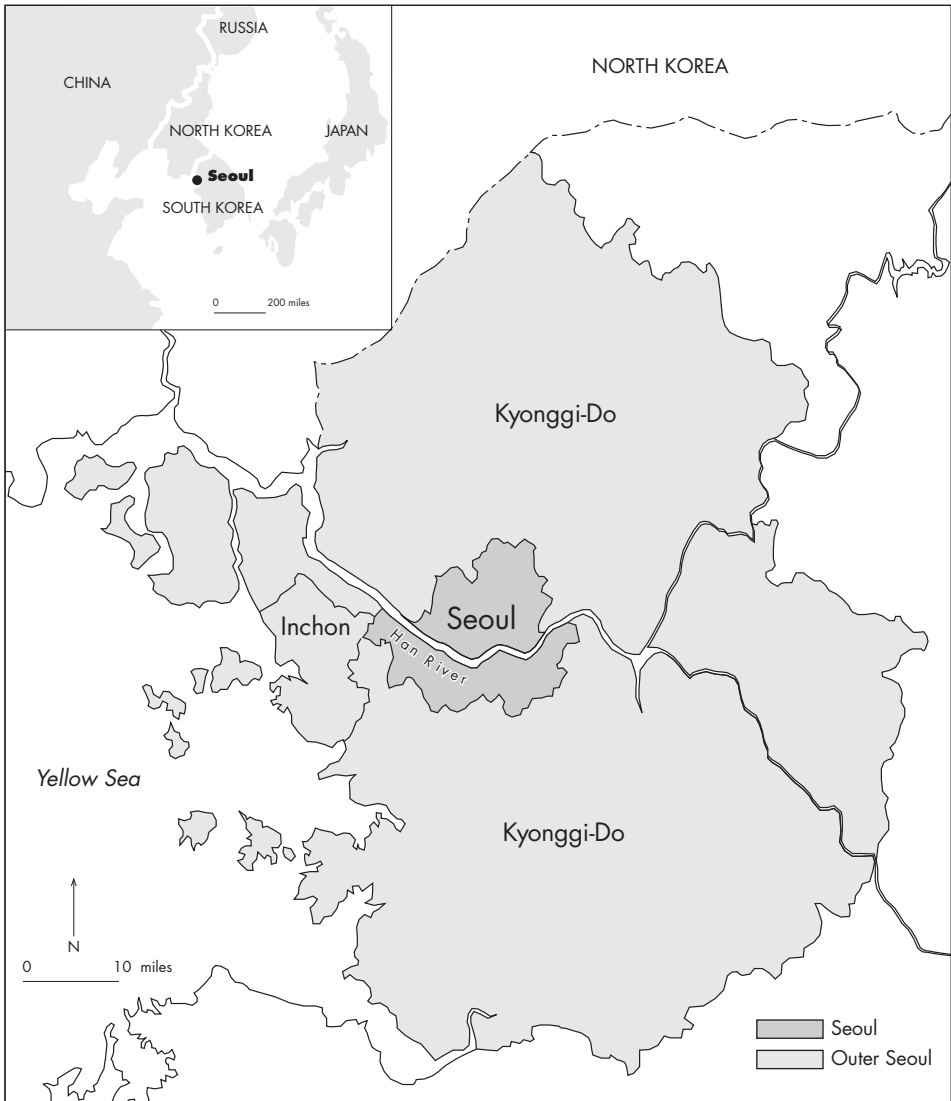 RUSSIA
CHINA
NORTH KOREA
JAPAN
Seoul
SOUTH KOREA
0 200 miles
NORTH KOREA
Kyonggi-Do
Seoul
Inchon
Han River
Yellow Sea
Kyonggi-Do
N
0 10 miles
Seoul
Outer Seoul